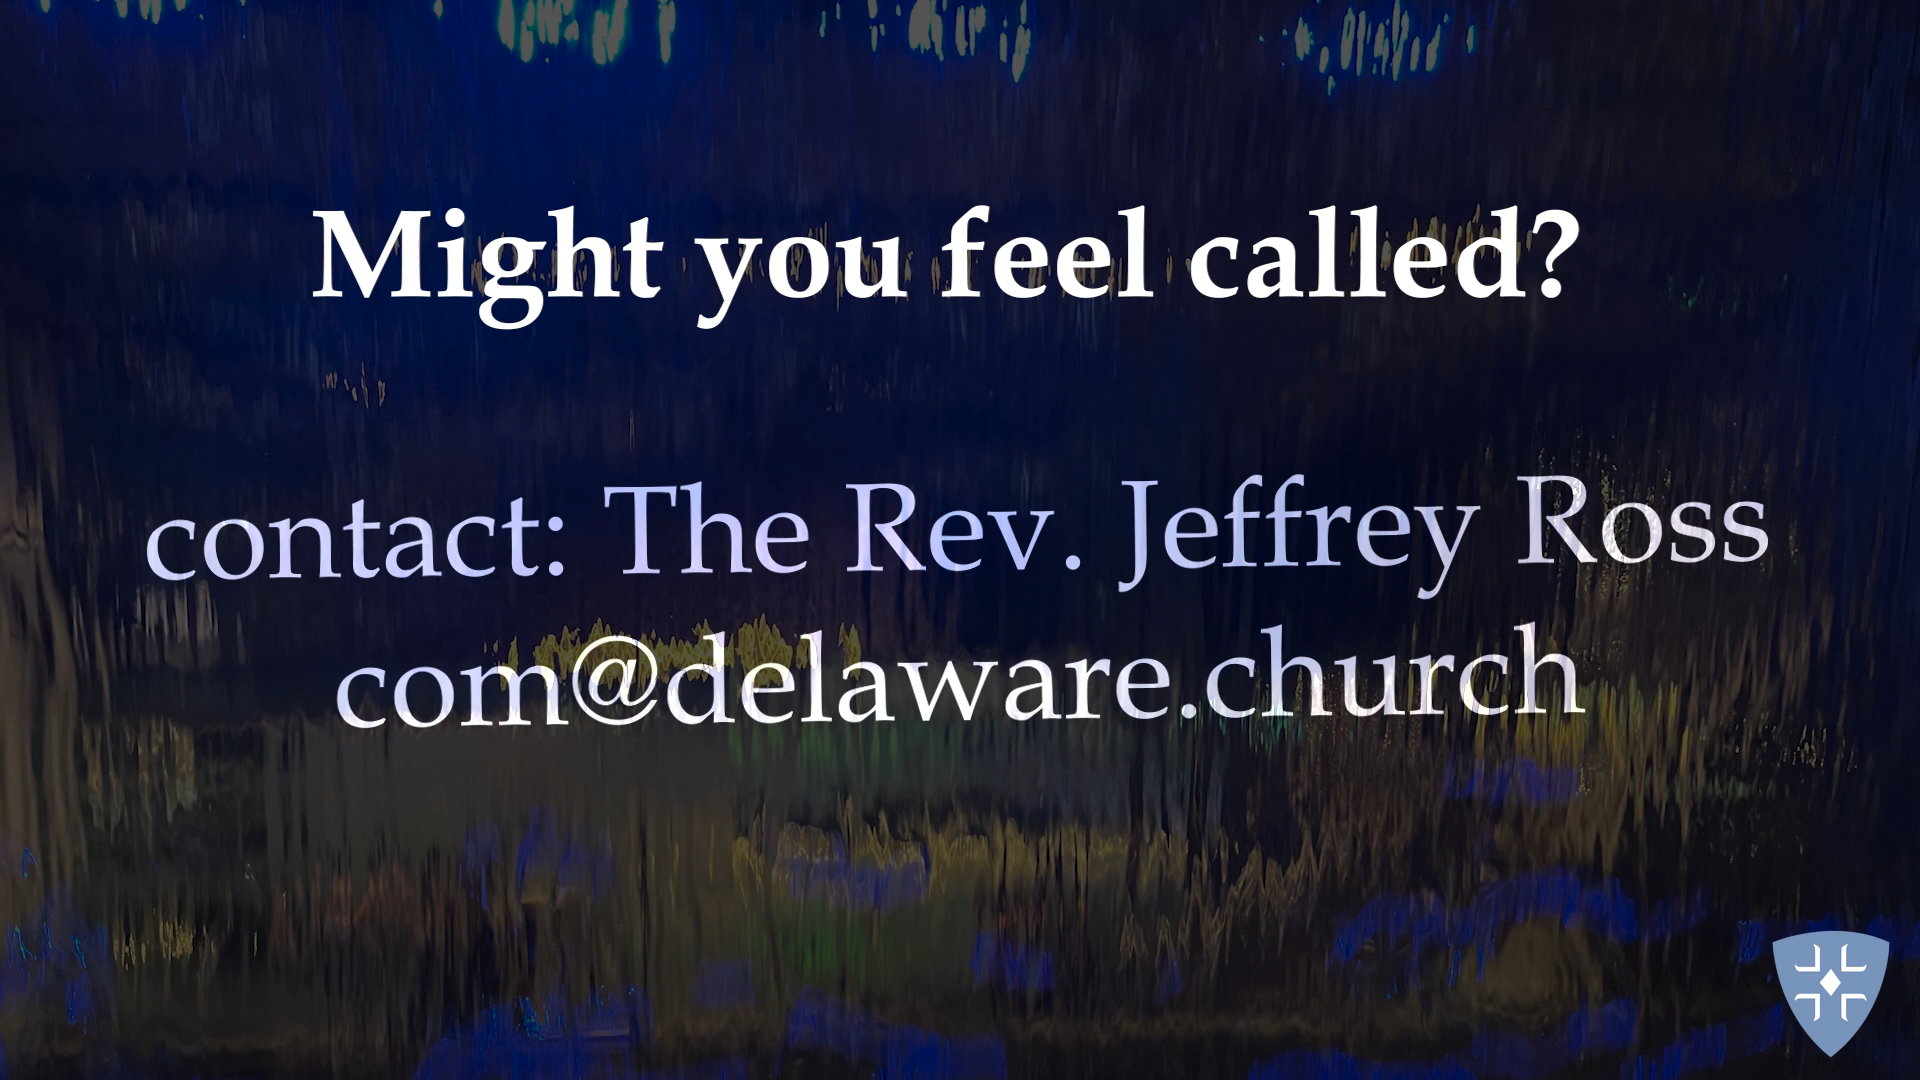 Might you feel called?
contact: The Rev. Jeffrey Ross
com@delaware.church